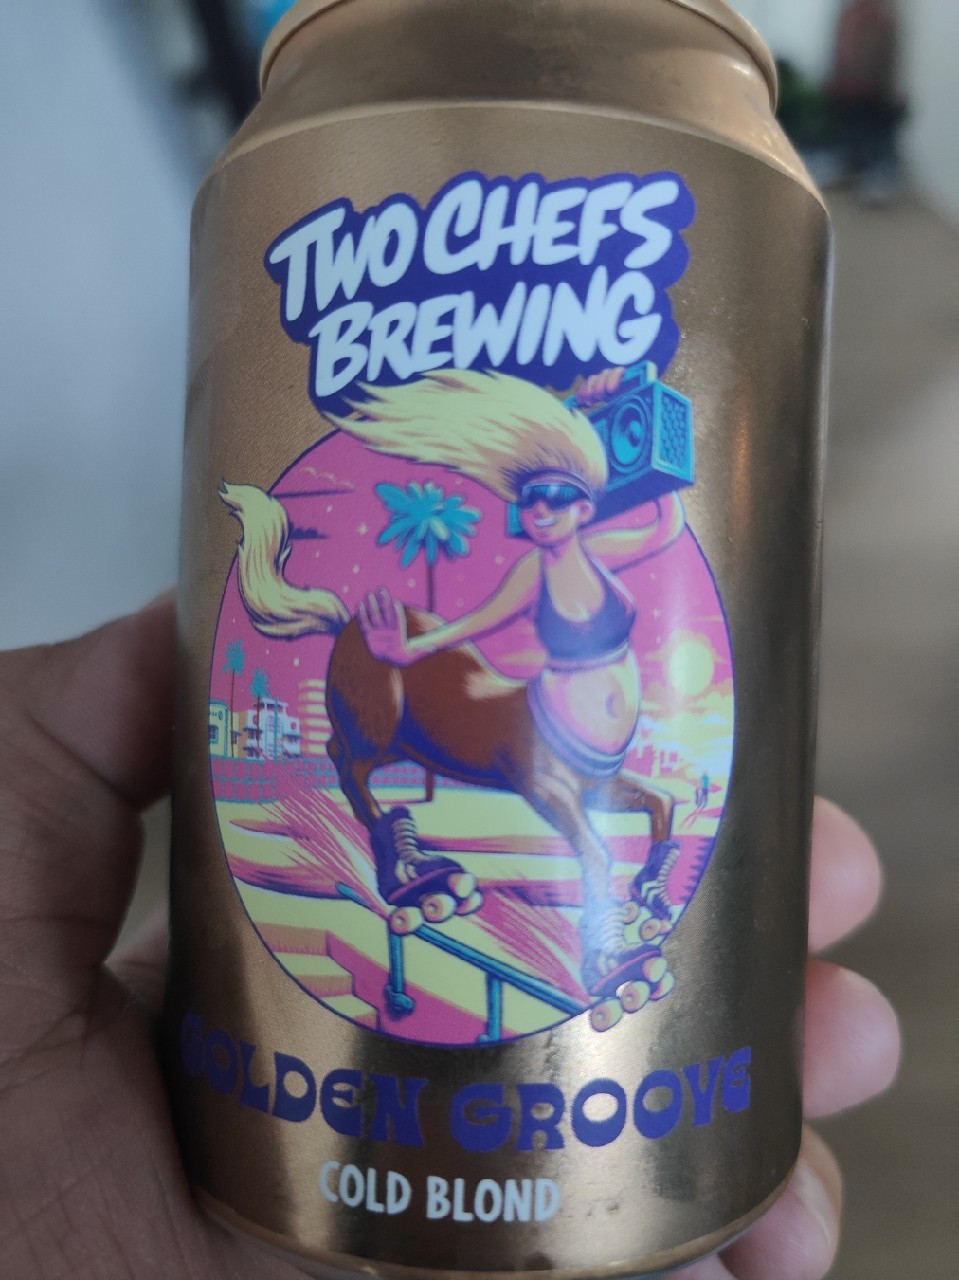 TWO CHEFS
BREWING
GOLDEN GROOVE
COLD BLOND